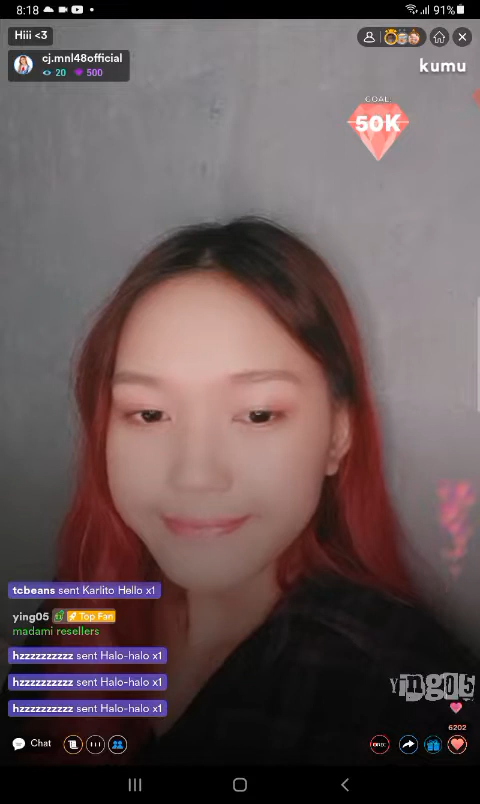 8:18
91%
Hiii <3
cj.mnl48official
20 500
kumu
GOAL
50K
tcbeans sent Karlito Hello x1
ying05 Top Fan
madami resellers
hzzzzzzzzzz sent Halo-halo x1
hzzzzzzzzzz sent Halo-halo x1
hzzzzzzzzzz sent Halo-halo x1
Ying05
6202
Chat